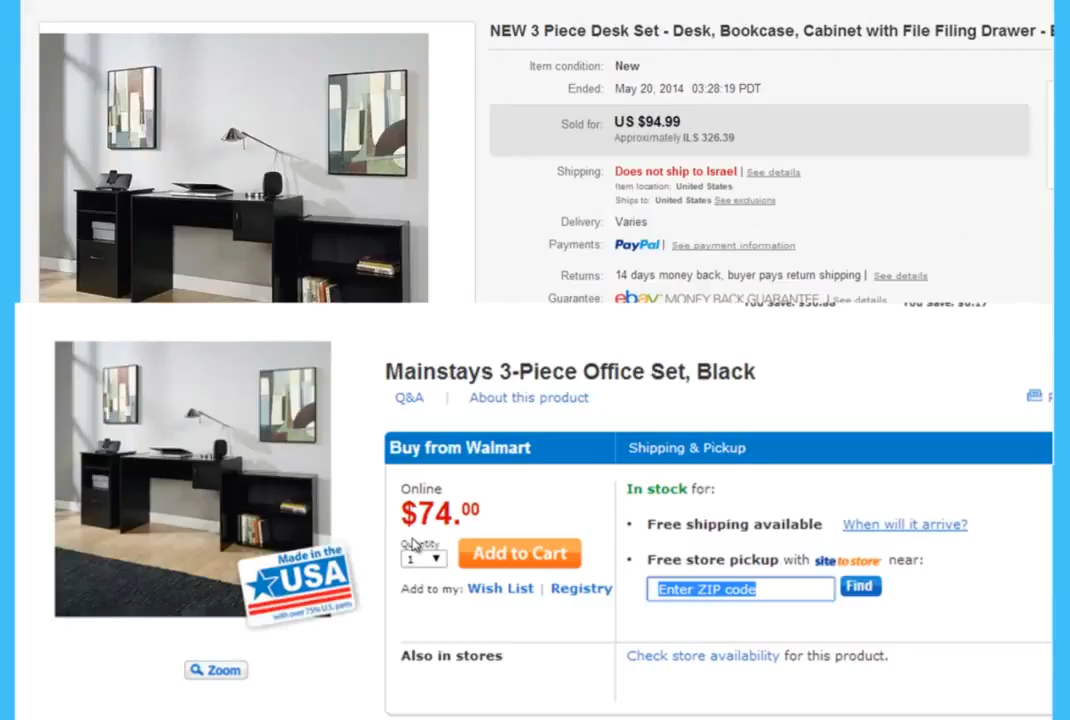 NEW 3 Piece Desk Set - Desk, Bookcase, Cabinet with File Filing Drawer -
Item condition: New
Ended: May 20, 2014 03:28:19 PDT
Sold for: US $94.99
Approximately ILS 326.39
Shipping: Does not ship to Israel | See details
Item location: United States
Ships to: United States See exclusions
Delivery: Varies
Payments: PayPal | See payment information
Returns: 14 days money back, buyer pays return shipping | See details
Guarantee: ebay MONEY BACK GUARANTEE | See details
Mainstays 3-Piece Office Set, Black
Q&A | About this product
Buy from Walmart
Shipping & Pickup
Online
$74.00
Quantity
1
Add to Cart
Add to my: Wish List | Registry
In stock for:
• Free shipping available When will it arrive?
• Free store pickup with site to store near:
Enter ZIP code Find
Made in the
USA
with over 75% U.S. parts
Zoom
Also in stores
Check store availability for this product.